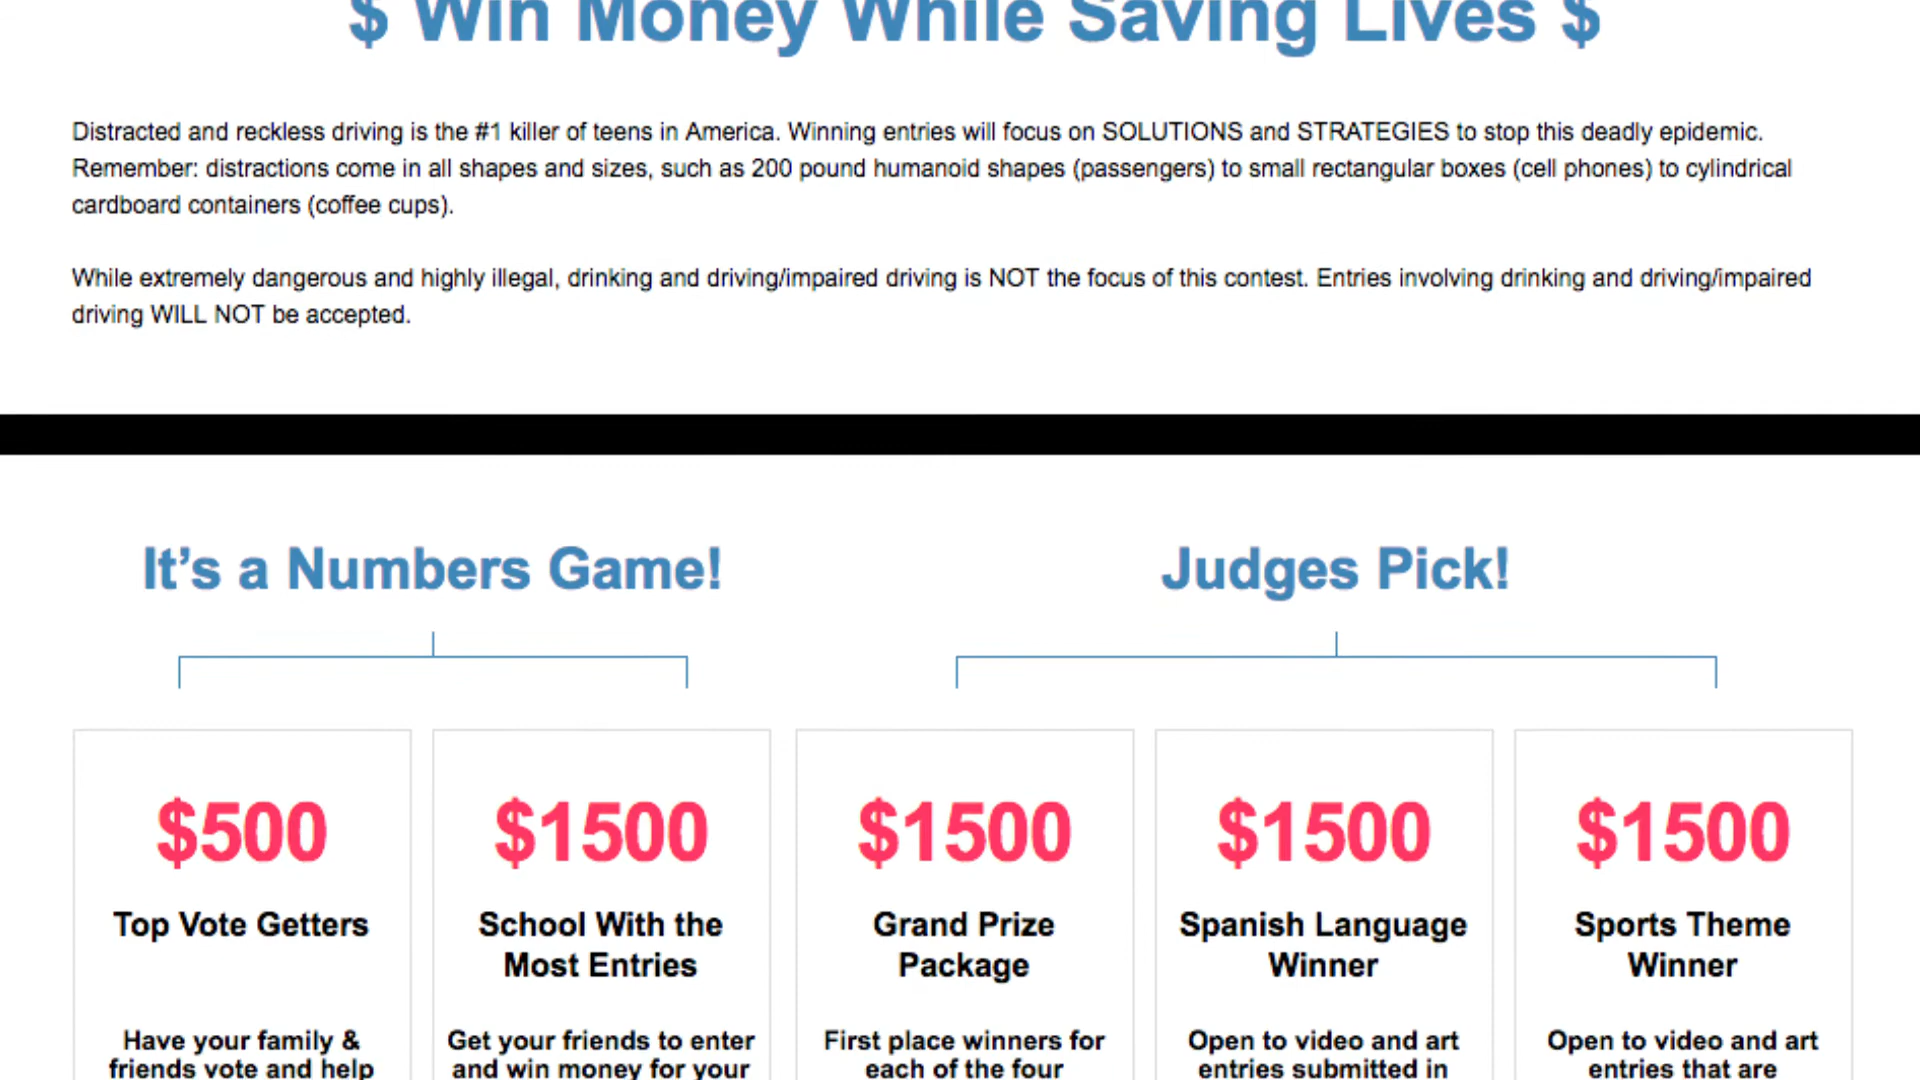 $ Win Money While Saving Lives $
Distracted and reckless driving is the #1 killer of teens in America. Winning entries will focus on SOLUTIONS and STRATEGIES to stop this deadly epidemic.
Remember: distractions come in all shapes and sizes, such as 200 pound humanoid shapes (passengers) to small rectangular boxes (cell phones) to cylindrical
cardboard containers (coffee cups).
While extremely dangerous and highly illegal, drinking and driving/impaired driving is NOT the focus of this contest. Entries involving drinking and driving/impaired
driving WILL NOT be accepted.
It’s a Numbers Game!
$500
Top Vote Getters
Have your family &
friends vote and help
$1500
School With the
Most Entries
Get your friends to enter
and win money for your
Judges Pick!
$1500
Grand Prize
Package
First place winners for
each of the four
$1500
Spanish Language
Winner
Open to video and art
entries submitted in
$1500
Sports Theme
Winner
Open to video and art
entries that are